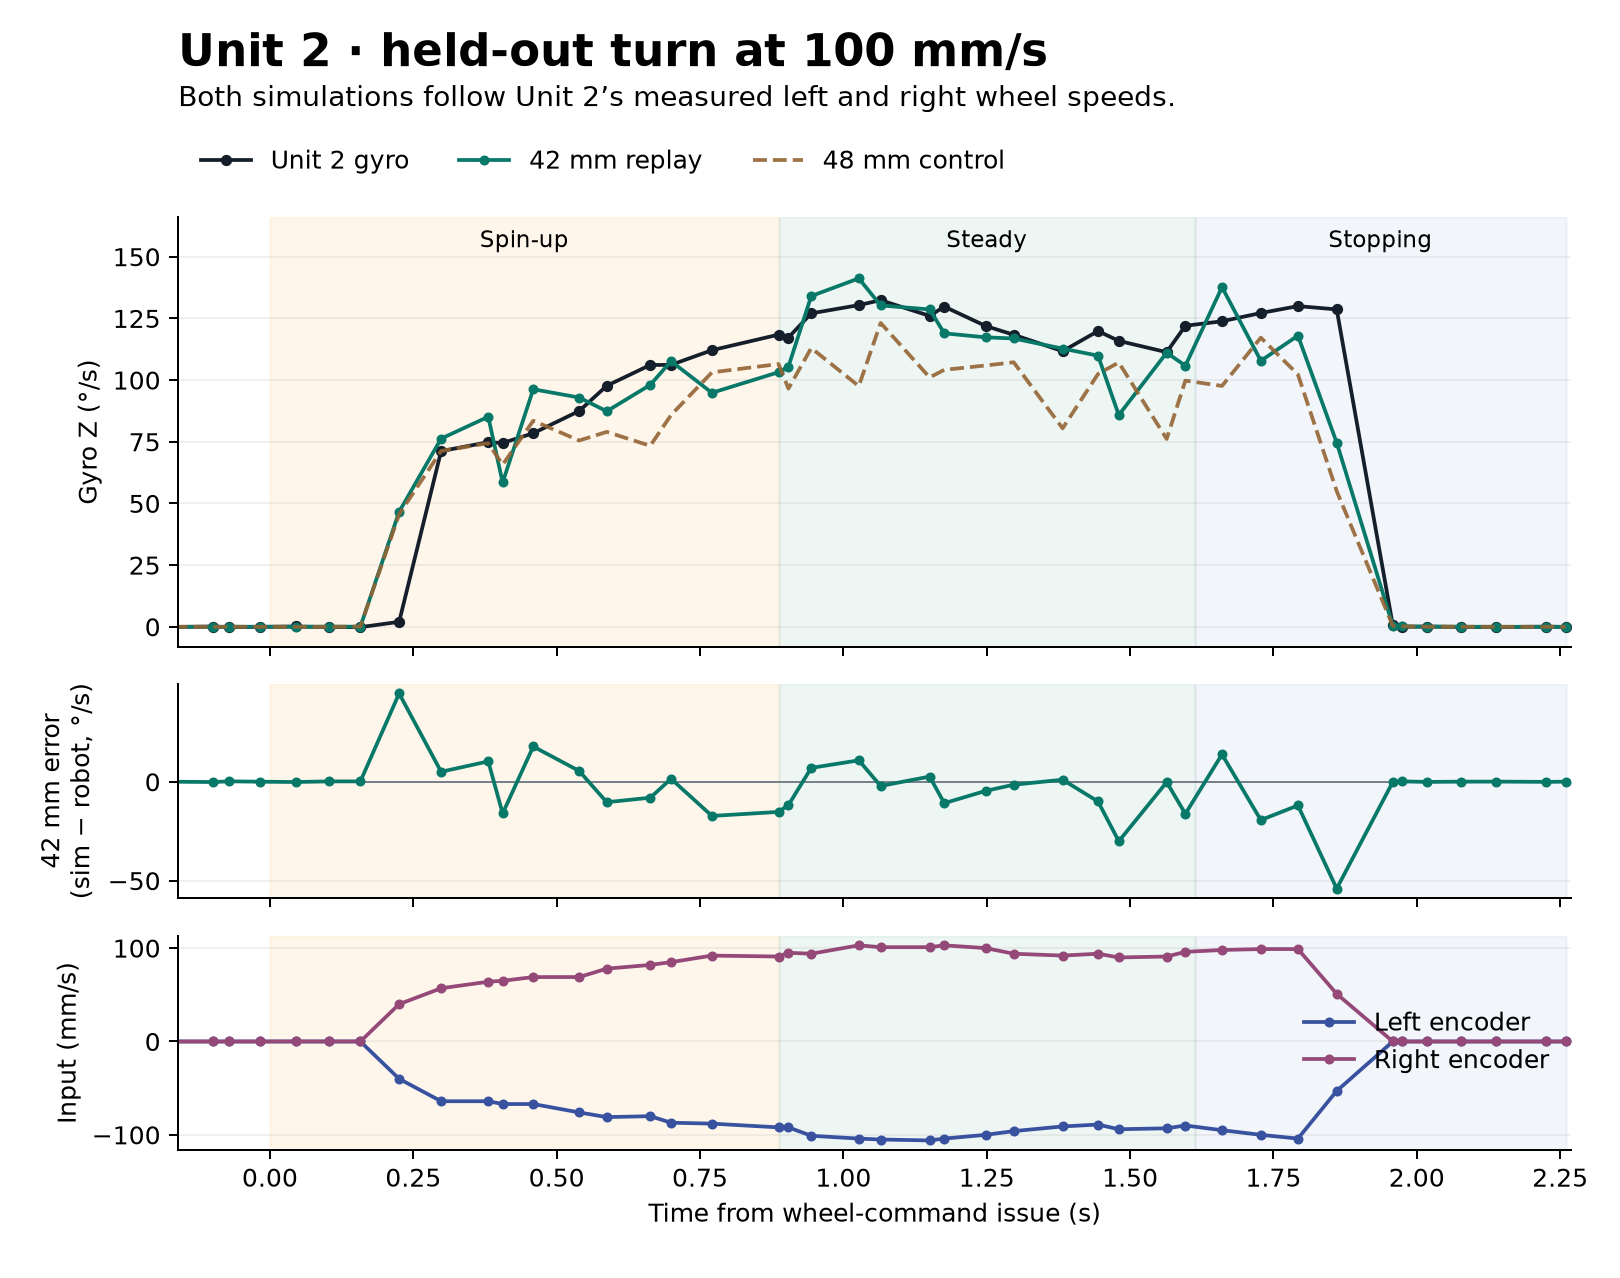 Unit 2 · held-out turn at 100 mm/s
Both simulations follow Unit 2’s measured left and right wheel speeds.
Unit 2 gyro
42 mm replay
48 mm control
Spin-up
Steady
Stopping
Gyro Z (°/s)
150
125
100
75
50
25
0
42 mm error
(sim − robot, °/s)
0
−50
Input (mm/s)
100
0
−100
Left encoder
Right encoder
0.00 0.25 0.50 0.75 1.00 1.25 1.50 1.75 2.00 2.25
Time from wheel-command issue (s)